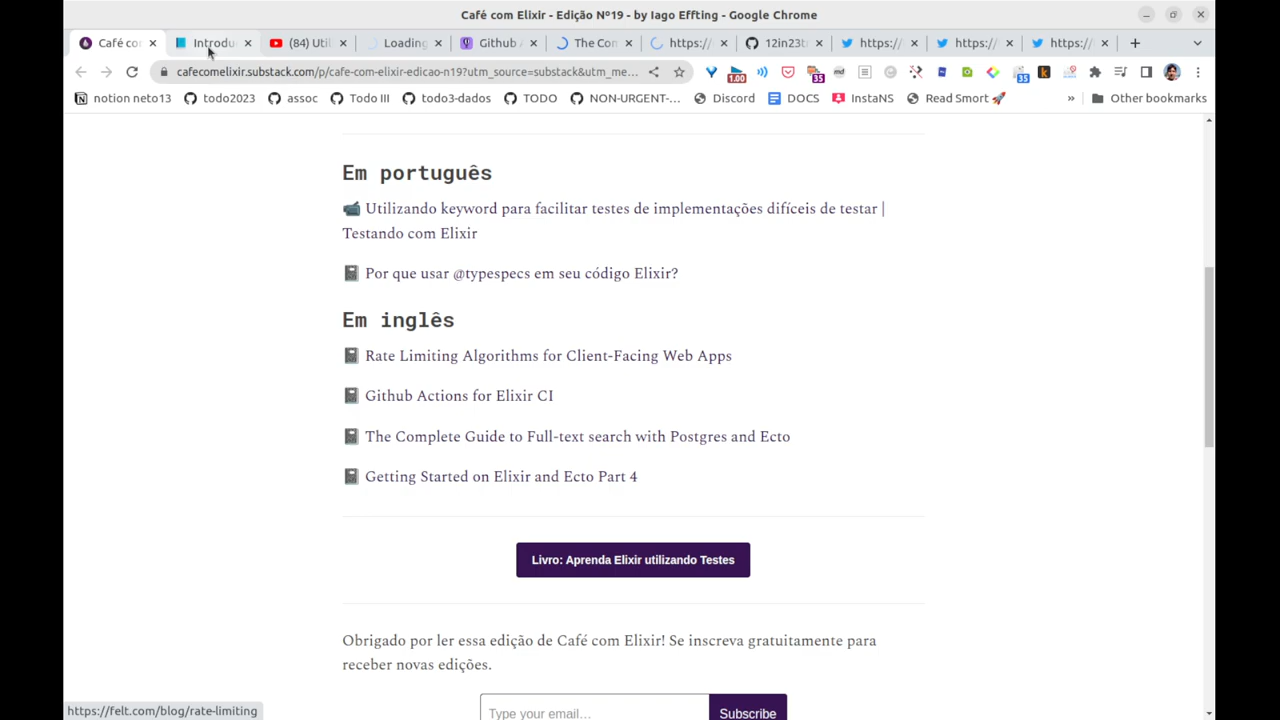 Café com Elixir - Edição Nº19 - by Iago Effting - Google Chrome
Café co
Introdu
(84) Util
Loading
Github A
The Con
https://
12in23t
https://
https://
https://
cafecomelixir.substack.com/p/cafe-com-elixir-edicao-n19?utm_source=substack&utm_me...
1.00
35
35
notion neto13
todo2023
assoc
Todo III
todo3-dados
TODO
NON-URGENT-...
Discord
DOCS
InstaNS
Read Smort 🚀
»
Other bookmarks
Em português
📹 Utilizando keyword para facilitar testes de implementações difíceis de testar |
Testando com Elixir
📓 Por que usar @typespecs em seu código Elixir?
Em inglês
📓 Rate Limiting Algorithms for Client-Facing Web Apps
📓 Github Actions for Elixir CI
📓 The Complete Guide to Full-text search with Postgres and Ecto
📓 Getting Started on Elixir and Ecto Part 4
Livro: Aprenda Elixir utilizando Testes
Obrigado por ler essa edição de Café com Elixir! Se inscreva gratuitamente para
receber novas edições.
Type your email...
Subscribe
https://felt.com/blog/rate-limiting